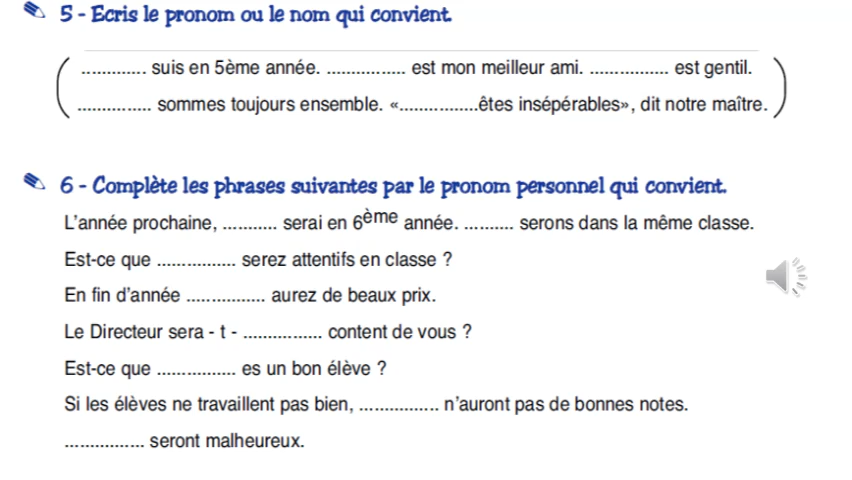 5 - Ecris le pronom ou le nom qui convient.
............. suis en 5ème année. ................ est mon meilleur ami. ................ est gentil.
............... sommes toujours ensemble. «................êtes insépérables», dit notre maître.
6 - Complète les phrases suivantes par le pronom personnel qui convient.
L'année prochaine, ........... serai en 6ème année. .......... serons dans la même classe.
Est-ce que ................ serez attentifs en classe ?
En fin d'année ................ aurez de beaux prix.
Le Directeur sera - t - ................ content de vous ?
Est-ce que ................ es un bon élève ?
Si les élèves ne travaillent pas bien, ................ n'auront pas de bonnes notes.
................ seront malheureux.